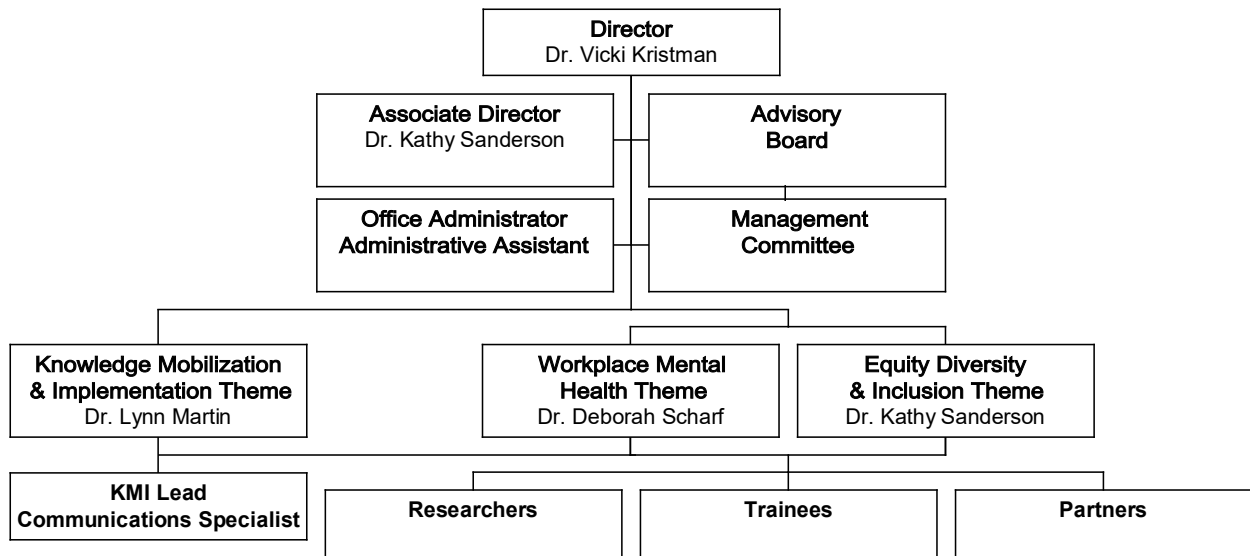 Director
Dr. Vicki Kristman
Associate Director
Dr. Kathy Sanderson
Advisory
Board
Office Administrator
Administrative Assistant
Management
Committee
Knowledge Mobilization
& Implementation Theme
Dr. Lynn Martin
Workplace Mental
Health Theme
Dr. Deborah Scharf
Equity Diversity
& Inclusion Theme
Dr. Kathy Sanderson
KMI Lead
Communications Specialist
Researchers
Trainees
Partners